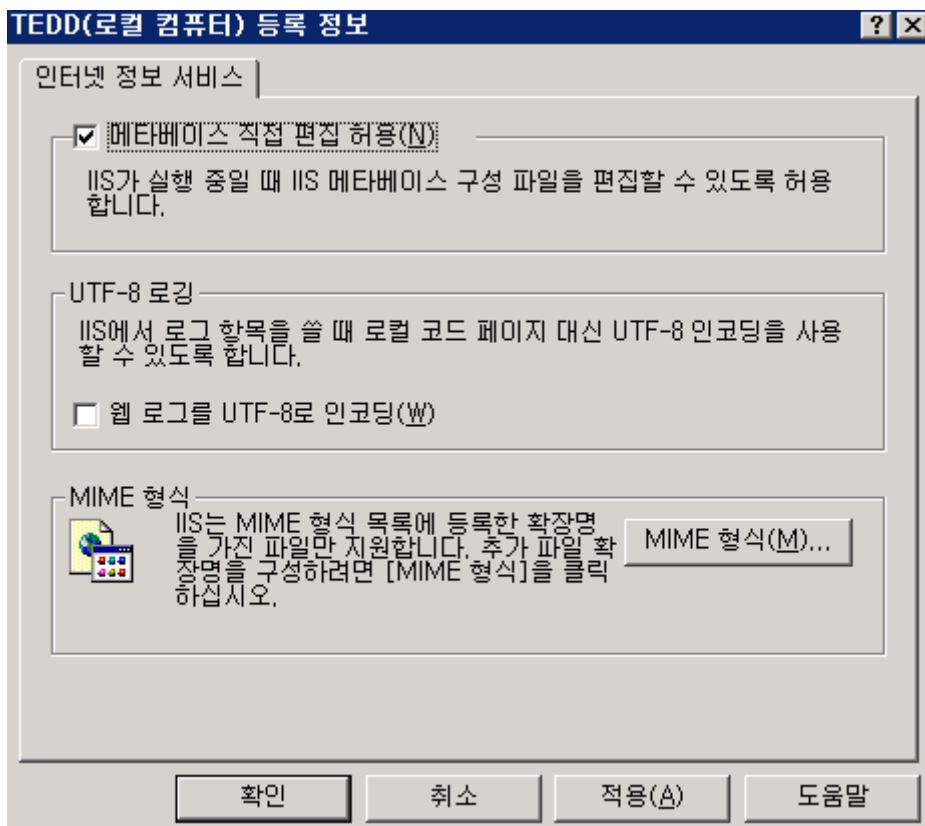 TEDD(로컬 컴퓨터) 등록 정보
인터넷 정보 서비스
메타베이스 직접 편집 허용(N)
IIS가 실행 중일 때 IIS 메타베이스 구성 파일을 편집할 수 있도록 허용
합니다.
UTF-8 로깅
IIS에서 로그 항목을 쓸 때 로컬 코드 페이지 대신 UTF-8 인코딩을 사용
할 수 있도록 합니다.
웹 로그를 UTF-8로 인코딩(W)
MIME 형식
IIS는 MIME 형식 목록에 등록한 확장명
을 가진 파일만 지원합니다. 추가 파일 확
장명을 구성하려면 [MIME 형식]을 클릭
하십시오.
MIME 형식(M)...
확인
취소
적용(A)
도움말